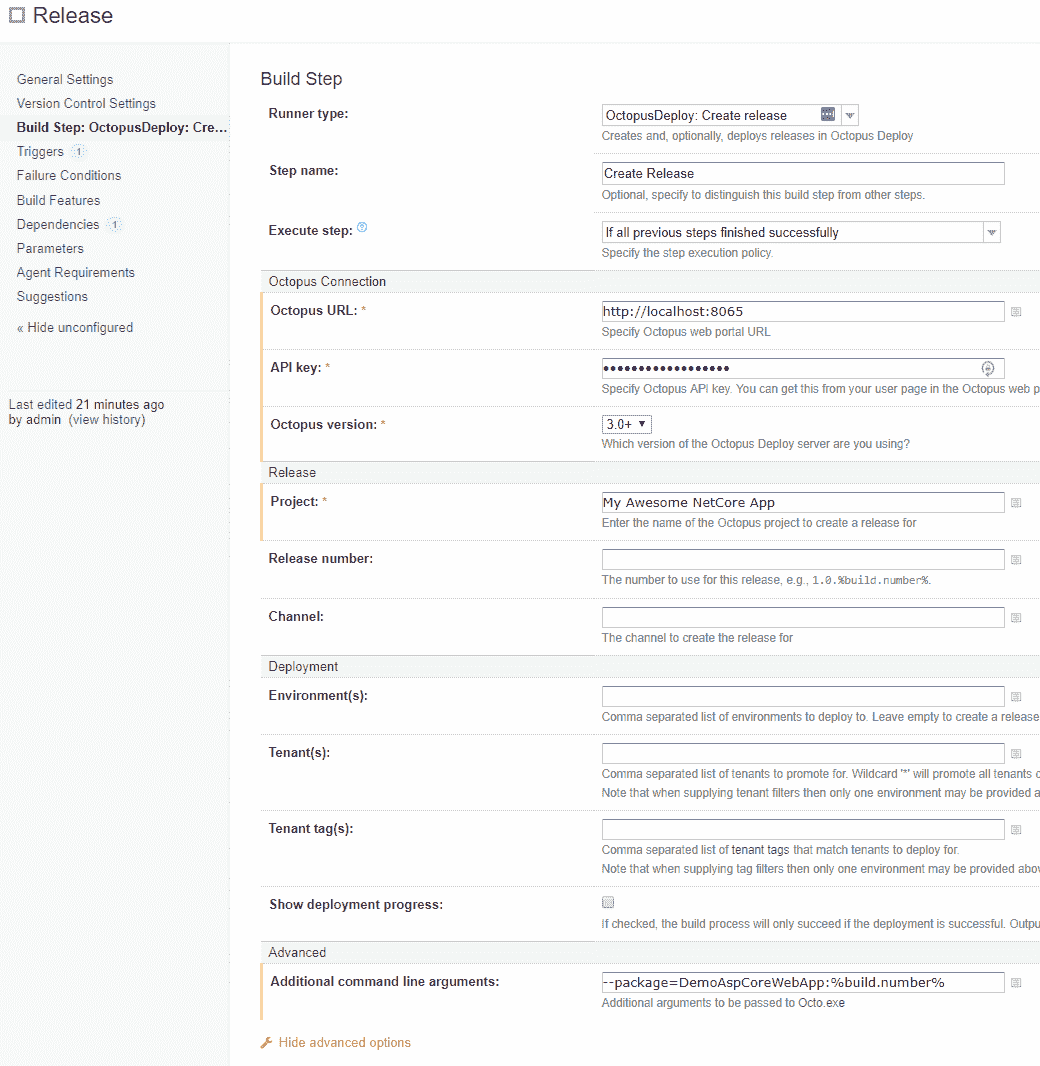 Release
General Settings
Version Control Settings
Build Step: OctopusDeploy: Cre...
Triggers 1
Failure Conditions
Build Features
Dependencies 1
Parameters
Agent Requirements
Suggestions
« Hide unconfigured
Last edited 21 minutes ago
by admin (view history)
Build Step
Runner type:
OctopusDeploy: Create release
Creates and, optionally, deploys releases in Octopus Deploy
Step name:
Create Release
Optional, specify to distinguish this build step from other steps.
Execute step: ?
If all previous steps finished successfully
Specify the step execution policy.
Octopus Connection
Octopus URL: *
http://localhost:8065
Specify Octopus web portal URL
API key: *
••••••••••••••••••
Specify Octopus API key. You can get this from your user page in the Octopus web p
Octopus version: *
3.0+
Which version of the Octopus Deploy server are you using?
Release
Project: *
My Awesome NetCore App
Enter the name of the Octopus project to create a release for
Release number:
The number to use for this release, e.g., 1.0.%build.number%.
Channel:
The channel to create the release for
Deployment
Environment(s):
Comma separated list of environments to deploy to. Leave empty to create a release
Tenant(s):
Comma separated list of tenants to promote for. Wildcard '*' will promote all tenants c
Note that when supplying tenant filters then only one environment may be provided a
Tenant tag(s):
Comma separated list of tenant tags that match tenants to deploy for.
Note that when supplying tag filters then only one environment may be provided abov
Show deployment progress:
If checked, the build process will only succeed if the deployment is successful. Outpu
Advanced
Additional command line arguments:
--package=DemoAspCoreWebApp:%build.number%
Additional arguments to be passed to Octo.exe
Hide advanced options